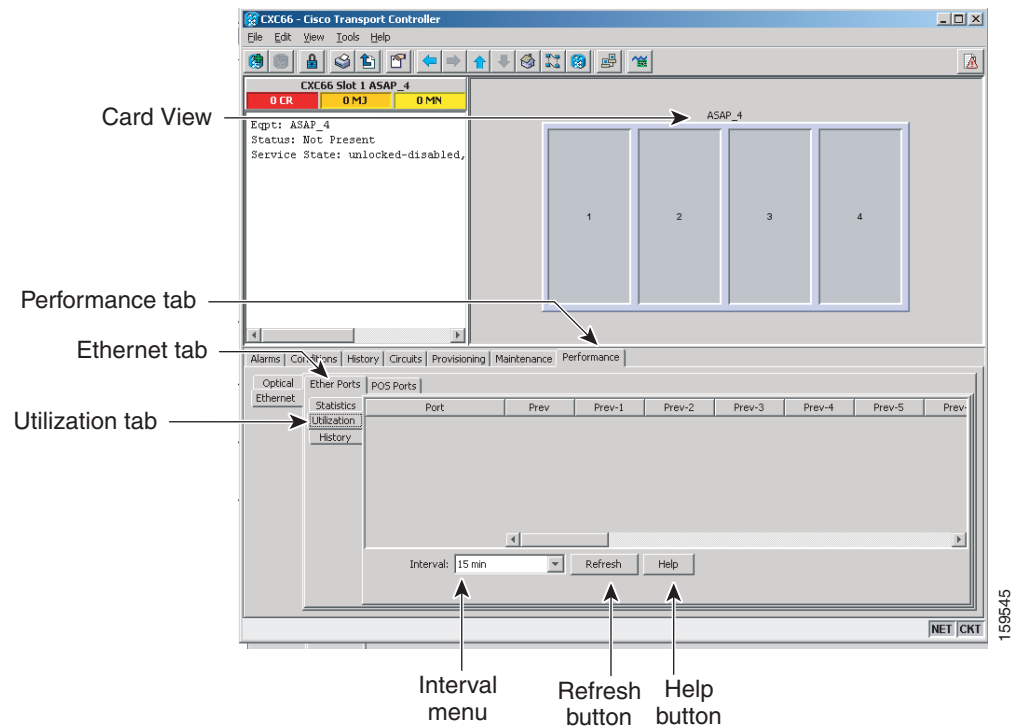 CXC66 - Cisco Transport Controller
File Edit View Tools Help
CXC66 Slot 1 ASAP_4
0 CR 0 MJ 0 MN
Eqpt: ASAP_4
Status: Not Present
Service State: unlocked-disabled,
Card View
ASAP_4
1 2 3 4
Performance tab
Ethernet tab
Utilization tab
Alarms Conditions History Circuits Provisioning Maintenance Performance
Optical
Ethernet
Ether Ports POS Ports
Statistics
Utilization
History
Port Prev Prev-1 Prev-2 Prev-3 Prev-4 Prev-5 Prev-
Interval: 15 min Refresh Help
NET CKT
159545
Interval
menu
Refresh
button
Help
button